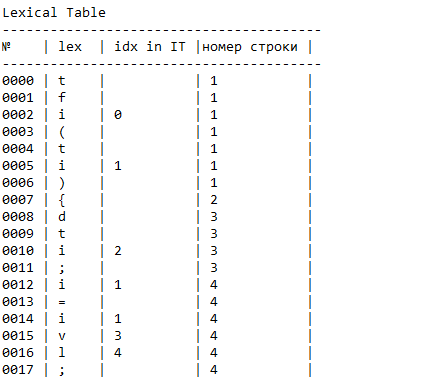 Lexical Table
-------------------------------------
№    | lex  | idx in IT |номер строки |
-------------------------------------
0000 | t    |           | 1           |
0001 | f    |           | 1           |
0002 | i    | 0         | 1           |
0003 | (    |           | 1           |
0004 | t    |           | 1           |
0005 | i    | 1         | 1           |
0006 | )    |           | 1           |
0007 | {    |           | 2           |
0008 | d    |           | 3           |
0009 | t    |           | 3           |
0010 | i    | 2         | 3           |
0011 | ;    |           | 3           |
0012 | i    | 1         | 4           |
0013 | =    |           | 4           |
0014 | i    | 1         | 4           |
0015 | v    | 3         | 4           |
0016 | l    | 4         | 4           |
0017 | ;    |           | 4           |